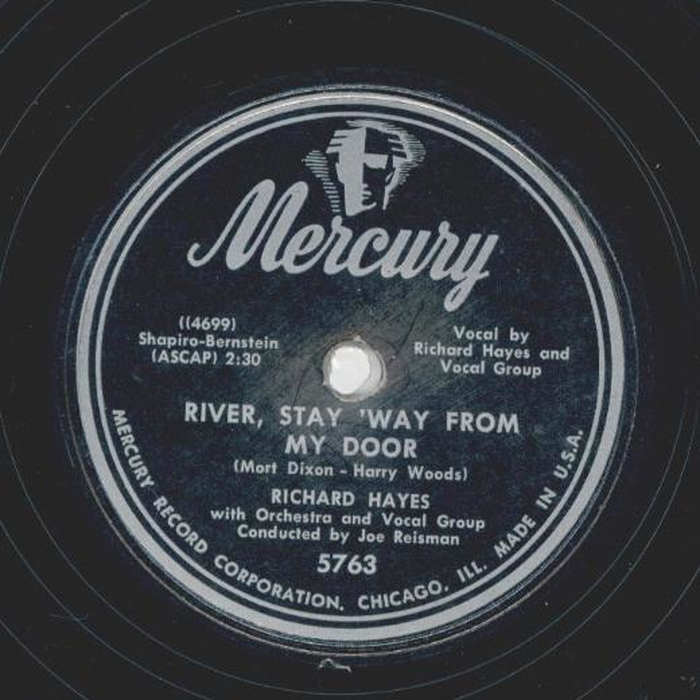 Mercury
((4699)
Shapiro-Bernstein
(ASCAP) 2:30
Vocal by
Richard Hayes and
Vocal Group
RIVER, STAY 'WAY FROM
MY DOOR
(Mort Dixon - Harry Woods)
RICHARD HAYES
with Orchestra and Vocal Group
Conducted by Joe Reisman
5763
MERCURY RECORD CORPORATION. CHICAGO, ILL. MADE IN U.S.A.